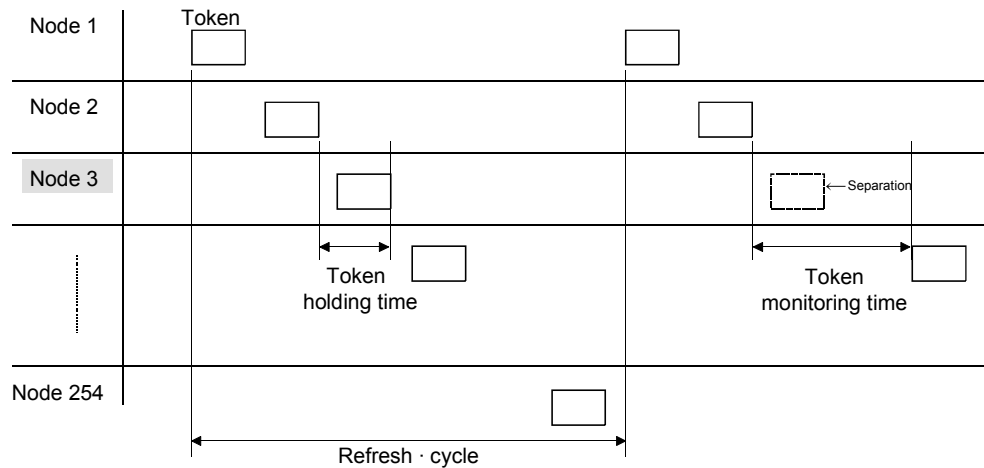 Node 1
Token
Node 2
Node 3
←Separation
Token
holding time
Token
monitoring time
Node 254
Refresh · cycle